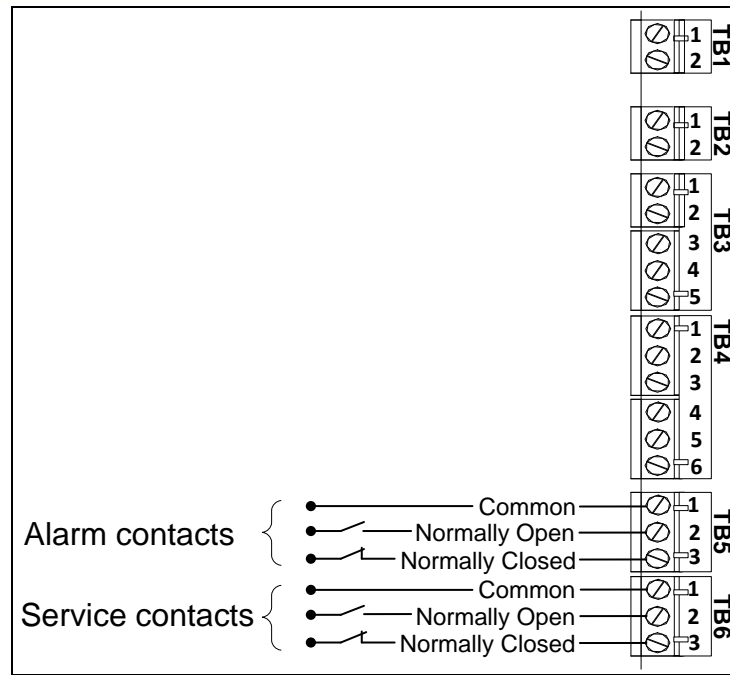 1
2
TB1
1
2
TB2
1
2
3
4
5
TB3
1
2
3
4
5
6
TB4
Alarm contacts
Common 1
Normally Open 2
Normally Closed 3
TB5
Service contacts
Common 1
Normally Open 2
Normally Closed 3
TB6